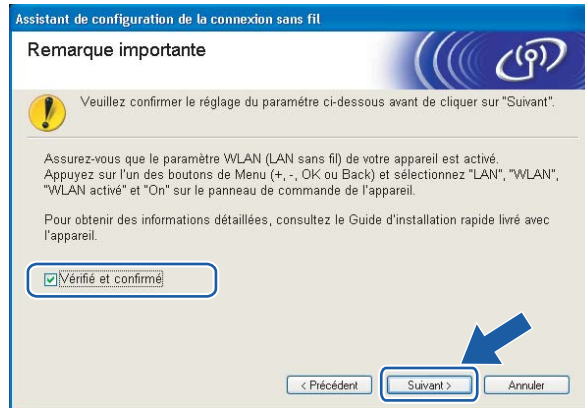 Assistant de configuration de la connexion sans fil
Remarque importante
Veuillez confirmer le réglage du paramétre ci-dessous avant de cliquer sur "Suivant".
Assurez-vous que le paramètre WLAN (LAN sans fil) de votre appareil est activé.
Appuyez sur l'un des boutons de Menu (+, -, OK ou Back) et sélectionnez "LAN", "WLAN",
"WLAN activé" et "On" sur le panneau de commande de l'appareil.
Pour obtenir des informations détaillées, consultez le Guide d'installation rapide livré avec
l'appareil.
Vérifié et confirmé
< Précédent Suivant > Annuler